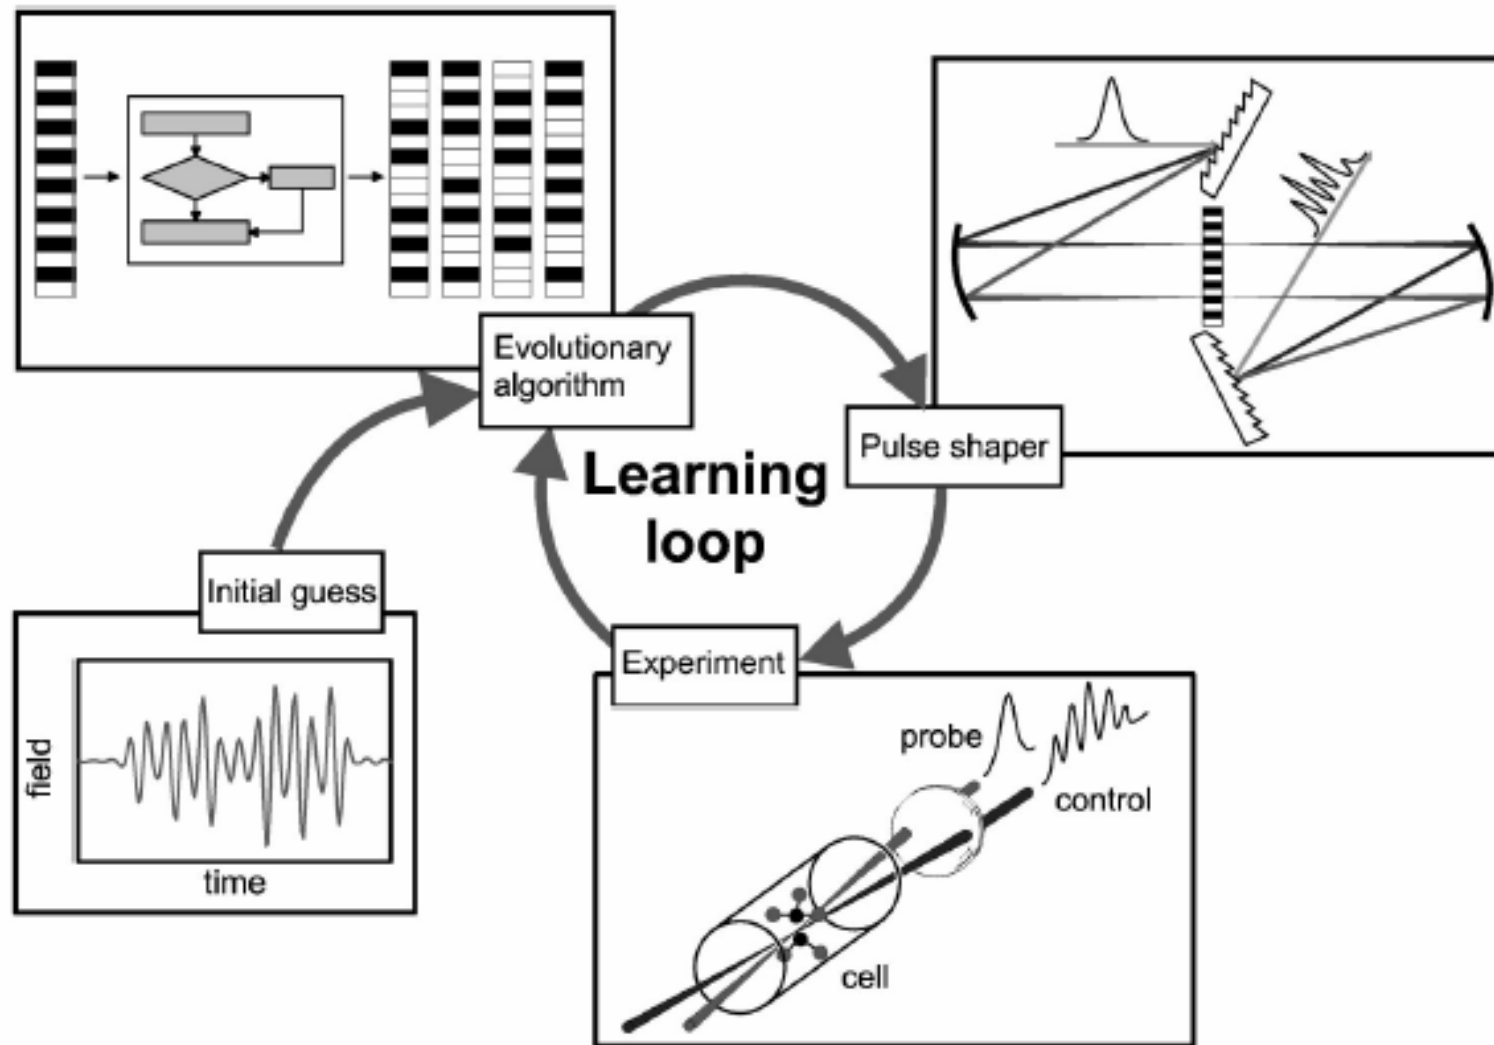 Evolutionary
algorithm
Pulse shaper
Learning
loop
Initial guess
field
time
Experiment
probe
control
cell